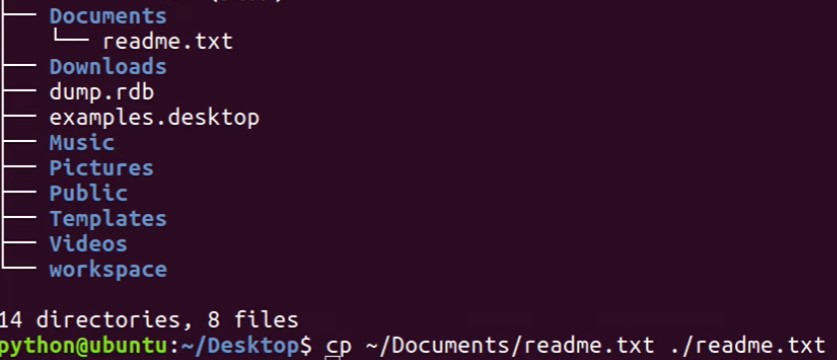 ├── Documents
│   └── readme.txt
├── Downloads
├── dump.rdb
├── examples.desktop
├── Music
├── Pictures
├── Public
├── Templates
├── Videos
└── workspace
14 directories, 8 files
python@ubuntu:~/Desktop$ cp ~/Documents/readme.txt ./readme.txt